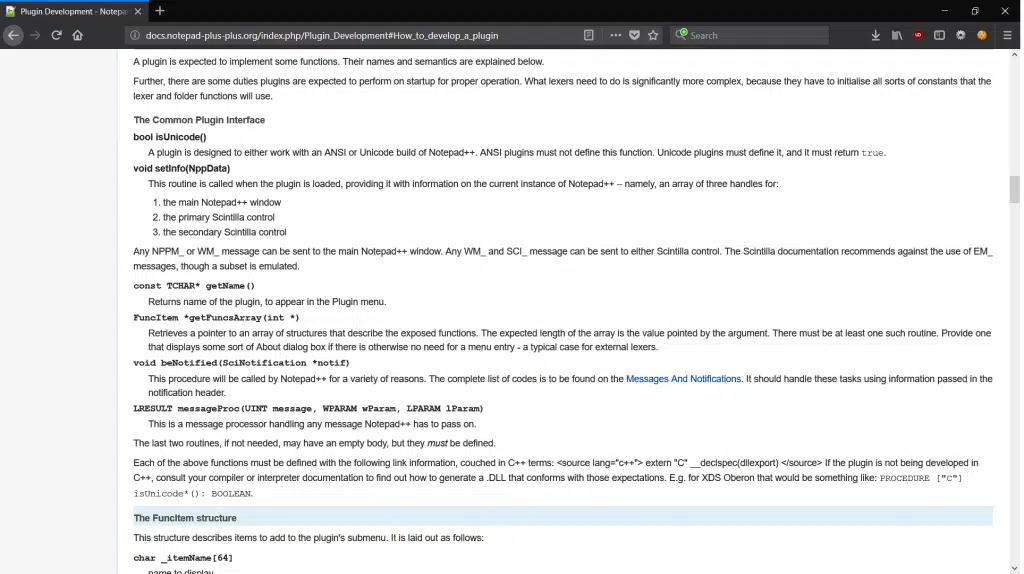 Plugin Development - Notepad
docs.notepad-plus-plus.org/index.php/Plugin_Development#How_to_develop_a_plugin
Search
A plugin is expected to implement some functions. Their names and semantics are explained below.
Further, there are some duties plugins are expected to perform on startup for proper operation. What lexers need to do is significantly more complex, because they have to initialise all sorts of constants that the
lexer and folder functions will use.
The Common Plugin Interface
bool isUnicode()
A plugin is designed to either work with an ANSI or Unicode build of Notepad++. ANSI plugins must not define this function. Unicode plugins must define it, and it must return true.
void setInfo(NppData)
This routine is called when the plugin is loaded, providing it with information on the current instance of Notepad++ – namely, an array of three handles for:
1. the main Notepad++ window
2. the primary Scintilla control
3. the secondary Scintilla control
Any NPPM_ or WM_ message can be sent to the main Notepad++ window. Any WM_ and SCI_ message can be sent to either Scintilla control. The Scintilla documentation recommends against the use of EM_
messages, though a subset is emulated.
const TCHAR* getName()
Returns name of the plugin, to appear in the Plugin menu.
FuncItem *getFuncsArray(int *)
Retrieves a pointer to an array of structures that describe the exposed functions. The expected length of the array is the value pointed by the argument. There must be at least one such routine. Provide one
that displays some sort of About dialog box if there is otherwise no need for a menu entry - a typical case for external lexers.
void beNotified(SciNotification *notif)
This procedure will be called by Notepad++ for a variety of reasons. The complete list of codes is to be found on the Messages And Notifications. It should handle these tasks using information passed in the
notification header.
LRESULT messageProc(UINT message, WPARAM wParam, LPARAM lParam)
This is a message processor handling any message Notepad++ has to pass on.
The last two routines, if not needed, may have an empty body, but they must be defined.
Each of the above functions must be defined with the following link information, couched in C++ terms: <source lang="c++"> extern "C" __declspec(dllexport) </source> If the plugin is not being developed in
C++, consult your compiler or interpreter documentation to find out how to generate a .DLL that conforms with those expectations. E.g. for XDS Oberon that would be something like: PROCEDURE ["C"]
isUnicode*(): BOOLEAN.
The FuncItem structure
This structure describes items to add to the plugin's submenu. It is laid out as follows:
char _itemName[64]
name to display